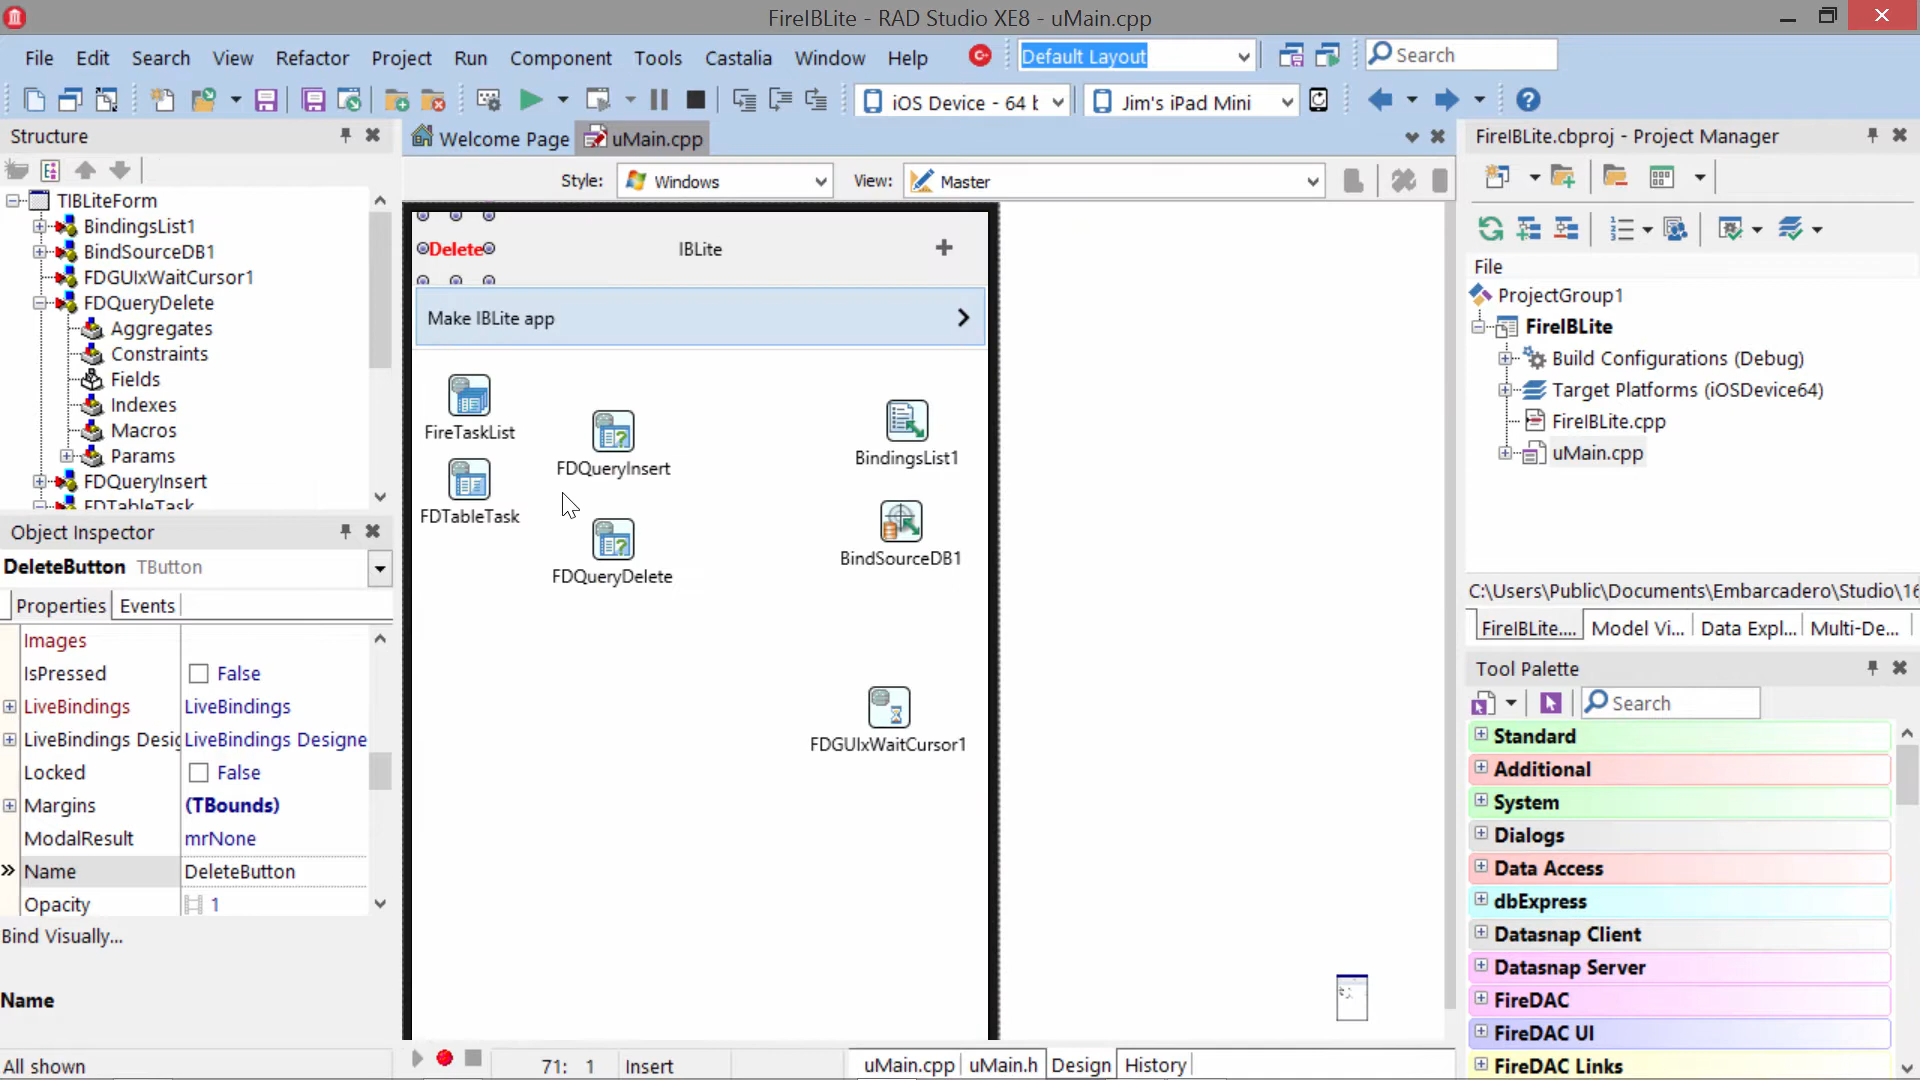 FireIBLite - RAD Studio XE8 - uMain.cpp
File Edit Search View Refactor Project Run Component Tools Castalia Window Help Default Layout Search
iOS Device - 64 b Jim's iPad Mini
Structure
Welcome Page uMain.cpp
FireIBLite.cbproj - Project Manager
Style: Windows View: Master
TIBLiteForm
BindingsList1
BindSourceDB1
FDGUIxWaitCursor1
FDQueryDelete
Aggregates
Constraints
Fields
Indexes
Macros
Params
FDQueryInsert
FDTableTask
Delete IBLite +
Make IBLite app
FireTaskList
FDQueryInsert
BindingsList1
FDTableTask
FDQueryDelete
BindSourceDB1
FDGUIxWaitCursor1
File
ProjectGroup1
FireIBLite
Build Configurations (Debug)
Target Platforms (iOSDevice64)
FireIBLite.cpp
uMain.cpp
C:\Users\Public\Documents\Embarcadero\Studio\16
FireIBLite.... Model Vi... Data Expl... Multi-De...
Object Inspector
DeleteButton TButton
Properties Events
Images
IsPressed False
LiveBindings LiveBindings
LiveBindings Desig LiveBindings Designe
Locked False
Margins (TBounds)
ModalResult mrNone
Name DeleteButton
Opacity 1
Bind Visually...
Name
All shown
Tool Palette
Search
Standard
Additional
System
Dialogs
Data Access
dbExpress
Datasnap Client
Datasnap Server
FireDAC
FireDAC UI
FireDAC Links
71: 1 Insert uMain.cpp uMain.h Design History